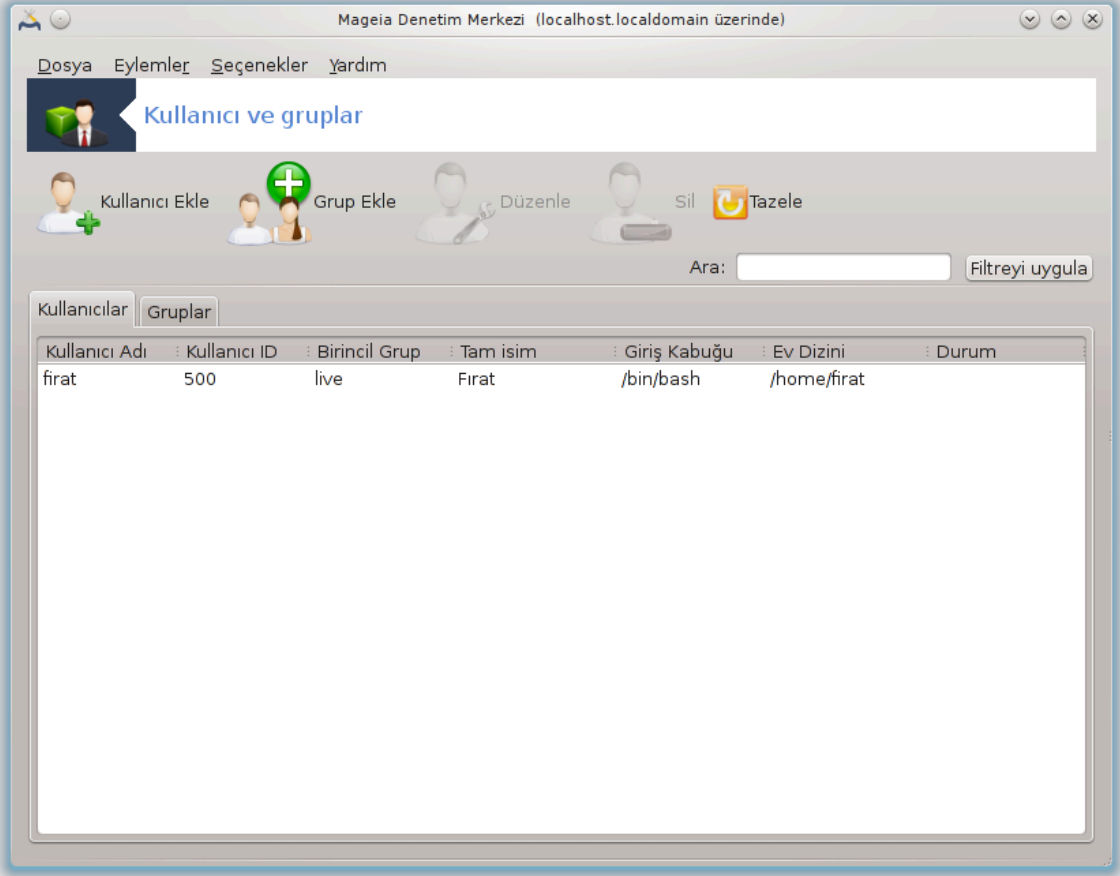 Mageia Denetim Merkezi (localhost.localdomain üzerinde)
Dosya Eylemler Seçenekler Yardım
Kullanıcı ve gruplar
Kullanıcı Ekle Grup Ekle Düzenle Sil Tazele
Ara: Filtreyi uygula
Kullanıcılar Gruplar
Kullanıcı Adı Kullanıcı ID Birincil Grup Tam isim Giriş Kabuğu Ev Dizini Durum
firat 500 live Fırat /bin/bash /home/firat